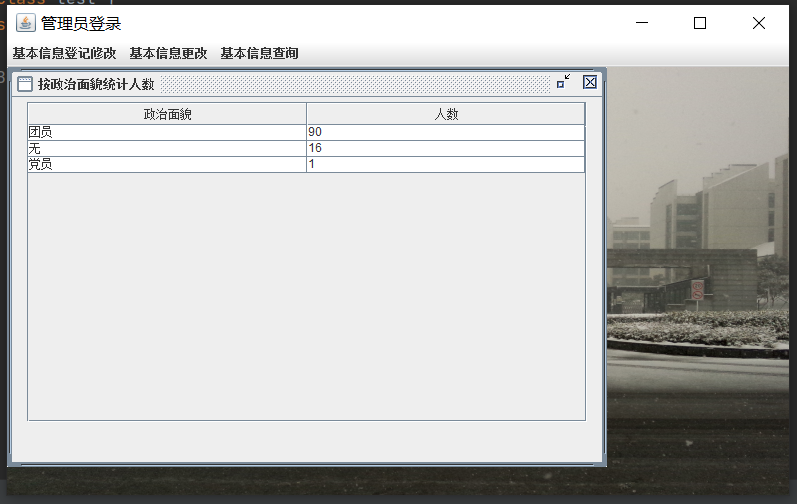 class test {
管理员登录
基本信息登记修改 基本信息更改 基本信息查询
按政治面貌统计人数
政治面貌 人数
团员 90
无 16
党员 1